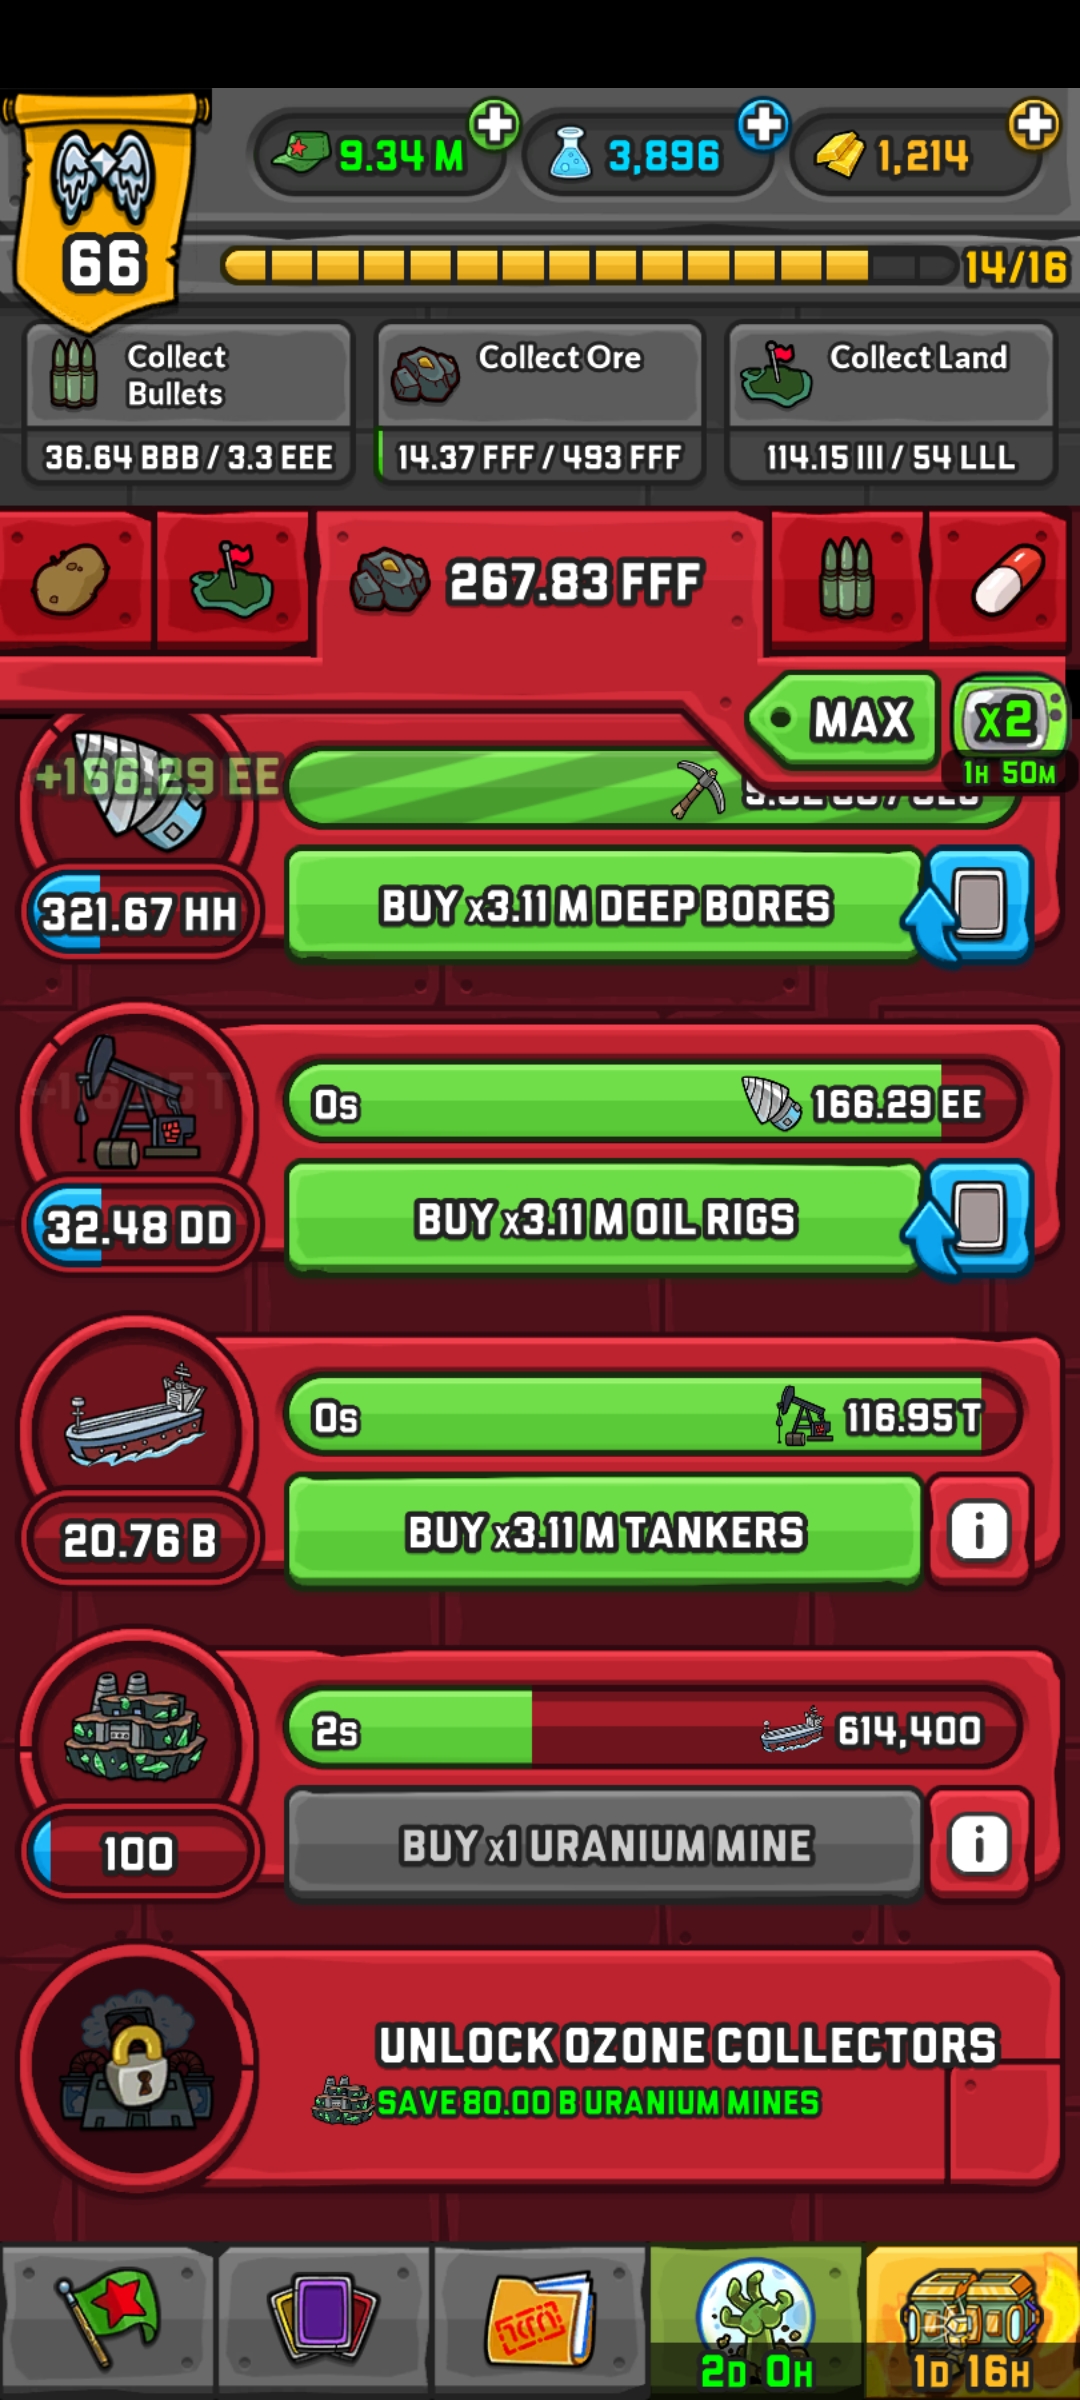 9.34 M
3,896
1,214
66
14/16
Collect
Bullets
Collect Ore
Collect Land
36.64 BBB / 3.3 EEE
14.37 FFF / 493 FFF
114.15 III / 54 LLL
267.83 FFF
MAX
x2
1H 50M
+166.29 EE
321.67 HH
BUY x3.11 M DEEP BORES
0s
166.29 EE
32.48 DD
BUY x3.11 M OIL RIGS
0s
116.95 T
20.76 B
BUY x3.11 M TANKERS
i
2s
614,400
100
BUY x1 URANIUM MINE
i
UNLOCK OZONE COLLECTORS
SAVE 80.00 B URANIUM MINES
2D 0H
1D 16H